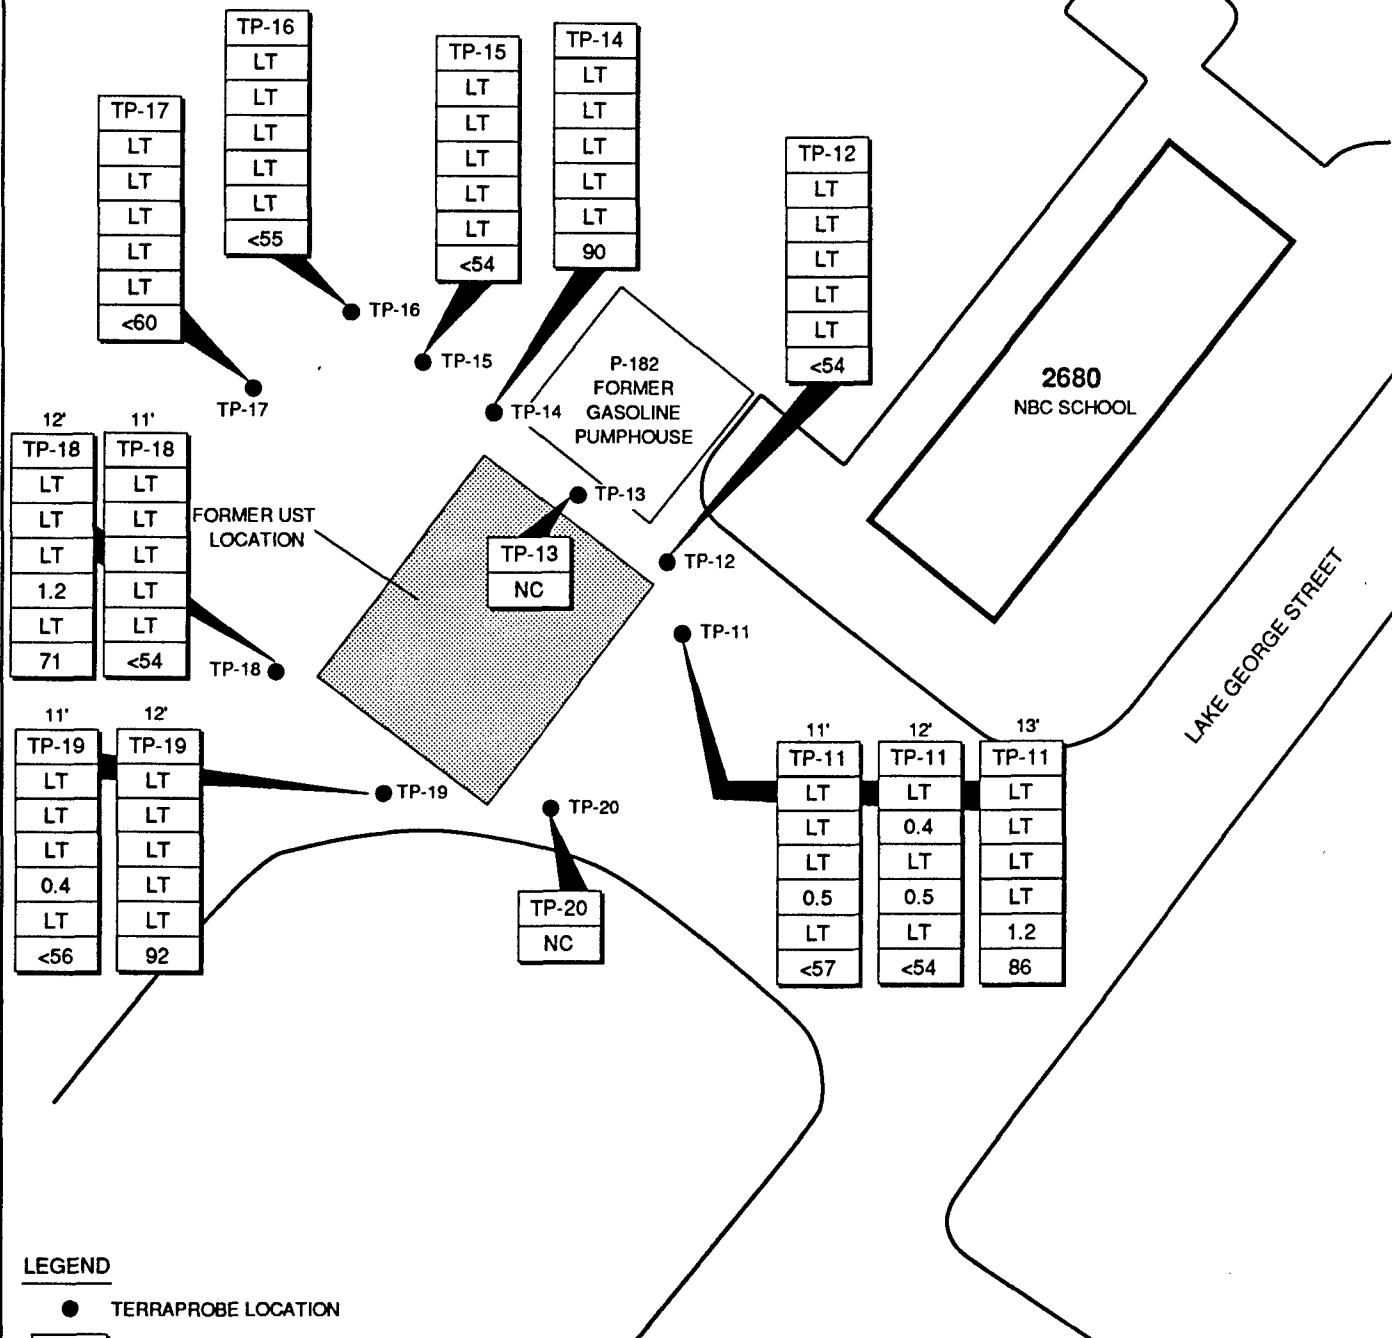 TP-16
LT
LT
LT
LT
LT
<55
TP-15
LT
LT
LT
LT
LT
<54
TP-14
LT
LT
LT
LT
LT
90
TP-17
LT
LT
LT
LT
LT
<60
TP-12
LT
LT
LT
LT
LT
<54
TP-16
TP-15
TP-17
TP-14
P-182
FORMER
GASOLINE
PUMPHOUSE
2680
NBC SCHOOL
12'
TP-18
LT
LT
LT
1.2
LT
71
11'
TP-18
LT
LT
LT
LT
LT
<54
FORMER UST
LOCATION
TP-13
TP-13
NC
TP-12
TP-11
TP-18
LAKE GEORGE STREET
11'
TP-19
LT
LT
LT
0.4
LT
<56
12'
TP-19
LT
LT
LT
LT
LT
92
TP-19
TP-20
TP-20
NC
11'
TP-11
LT
LT
LT
0.5
LT
<57
12'
TP-11
LT
0.4
LT
0.5
LT
<54
13'
TP-11
LT
LT
LT
LT
1.2
86
LEGEND
TERRAPROBE LOCATION